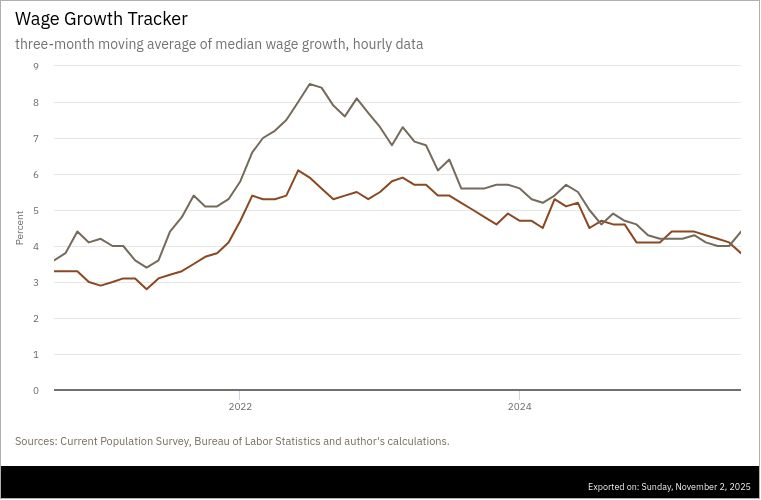 Wage Growth Tracker
three-month moving average of median wage growth, hourly data
9
8
7
6
5
4
3
2
1
0
Percent
2022
2024
Sources: Current Population Survey, Bureau of Labor Statistics and author's calculations.
Exported on: Sunday, November 2, 2025